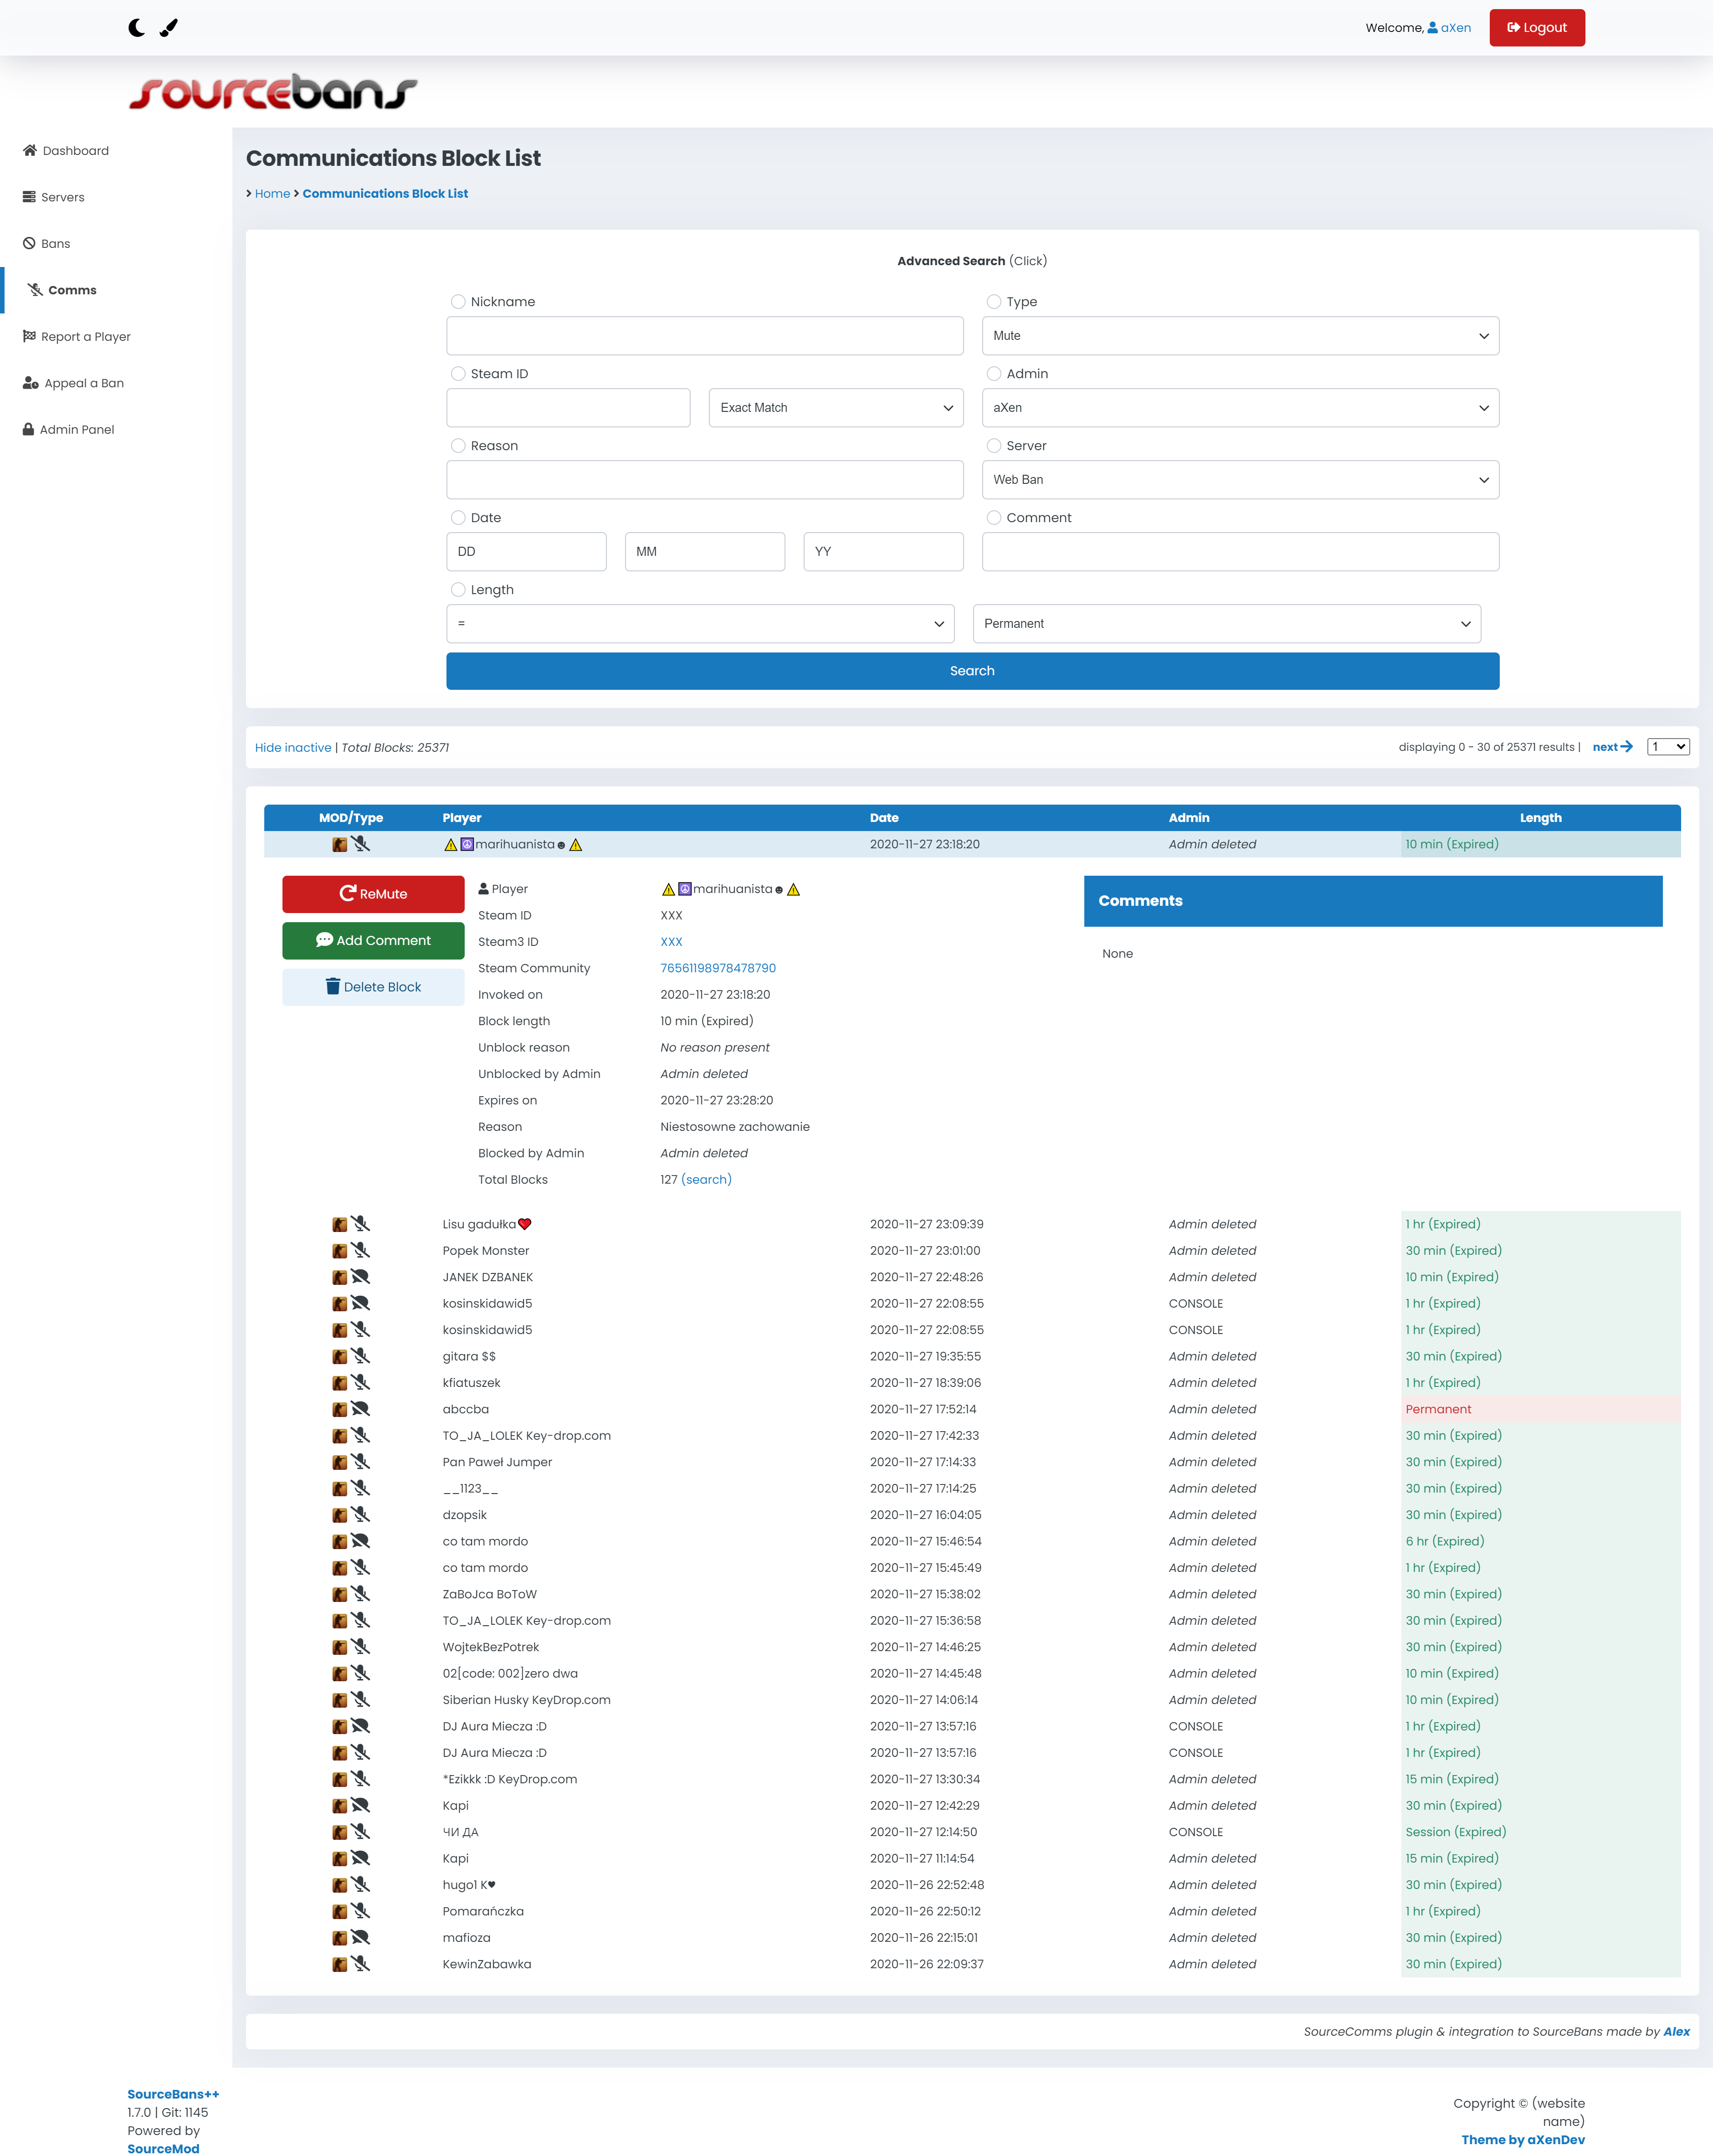 Welcome, aXen Logout
sourcebans
Dashboard
Servers
Bans
Comms
Report a Player
Appeal a Ban
Admin Panel
Communications Block List
Home Communications Block List
Advanced Search (Click)
Nickname Type
Mute
Steam ID Admin
Exact Match aXen
Reason Server
Web Ban
Date Comment
DD MM YY
Length
= Permanent
Search
Hide inactive | Total Blocks: 25371 displaying 0 - 30 of 25371 results | next 1
MOD/Type Player Date Admin Length
⚠☮marihuanista☻⚠ 2020-11-27 23:18:20 Admin deleted 10 min (Expired)
ReMute
Add Comment
Delete Block
Player ⚠☮marihuanista☻⚠
Steam ID XXX
Steam3 ID XXX
Steam Community 76561198978478790
Invoked on 2020-11-27 23:18:20
Block length 10 min (Expired)
Unblock reason No reason present
Unblocked by Admin Admin deleted
Expires on 2020-11-27 23:28:20
Reason Niestosowne zachowanie
Blocked by Admin Admin deleted
Total Blocks 127 (search)
Comments
None
Lisu gadułka❤ 2020-11-27 23:09:39 Admin deleted 1 hr (Expired)
Popek Monster 2020-11-27 23:01:00 Admin deleted 30 min (Expired)
JANEK DZBANEK 2020-11-27 22:48:26 Admin deleted 10 min (Expired)
kosinskidawid5 2020-11-27 22:08:55 CONSOLE 1 hr (Expired)
kosinskidawid5 2020-11-27 22:08:55 CONSOLE 1 hr (Expired)
gitara $$ 2020-11-27 19:35:55 Admin deleted 30 min (Expired)
kfiatuszek 2020-11-27 18:39:06 Admin deleted 1 hr (Expired)
abccba 2020-11-27 17:52:14 Admin deleted Permanent
TO_JA_LOLEK Key-drop.com 2020-11-27 17:42:33 Admin deleted 30 min (Expired)
Pan Paweł Jumper 2020-11-27 17:14:33 Admin deleted 30 min (Expired)
__1123__ 2020-11-27 17:14:25 Admin deleted 30 min (Expired)
dzopsik 2020-11-27 16:04:05 Admin deleted 30 min (Expired)
co tam mordo 2020-11-27 15:46:54 Admin deleted 6 hr (Expired)
co tam mordo 2020-11-27 15:45:49 Admin deleted 1 hr (Expired)
ZaBoJca BoToW 2020-11-27 15:38:02 Admin deleted 30 min (Expired)
TO_JA_LOLEK Key-drop.com 2020-11-27 15:36:58 Admin deleted 30 min (Expired)
WojtekBezPotrek 2020-11-27 14:46:25 Admin deleted 30 min (Expired)
02[code: 002]zero dwa 2020-11-27 14:45:48 Admin deleted 10 min (Expired)
Siberian Husky KeyDrop.com 2020-11-27 14:06:14 Admin deleted 10 min (Expired)
DJ Aura Miecza :D 2020-11-27 13:57:16 CONSOLE 1 hr (Expired)
DJ Aura Miecza :D 2020-11-27 13:57:16 CONSOLE 1 hr (Expired)
*Ezikkk :D KeyDrop.com 2020-11-27 13:30:34 Admin deleted 15 min (Expired)
Kapi 2020-11-27 12:42:29 Admin deleted 30 min (Expired)
ЧИ ДА 2020-11-27 12:14:50 CONSOLE Session (Expired)
Kapi 2020-11-27 11:14:54 Admin deleted 15 min (Expired)
hugo1 K♥ 2020-11-26 22:52:48 Admin deleted 30 min (Expired)
Pomarańczka 2020-11-26 22:50:12 Admin deleted 1 hr (Expired)
mafioza 2020-11-26 22:15:01 Admin deleted 30 min (Expired)
KewinZabawka 2020-11-26 22:09:37 Admin deleted 30 min (Expired)
SourceComms plugin & integration to SourceBans made by Alex
SourceBans++
1.7.0 | Git: 1145
Powered by
SourceMod
Copyright © (website
name)
Theme by aXenDev